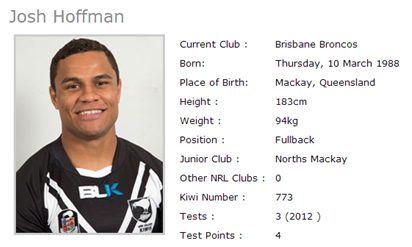 Josh Hoffman
Current Club : Brisbane Broncos
Born: Thursday, 10 March 1988
Place of Birth: Mackay, Queensland
Height : 183cm
Weight : 94kg
Position : Fullback
Junior Club : Norths Mackay
Other NRL Clubs : 0
Kiwi Number : 773
Tests : 3 (2012 )
Test Points : 4
BLK